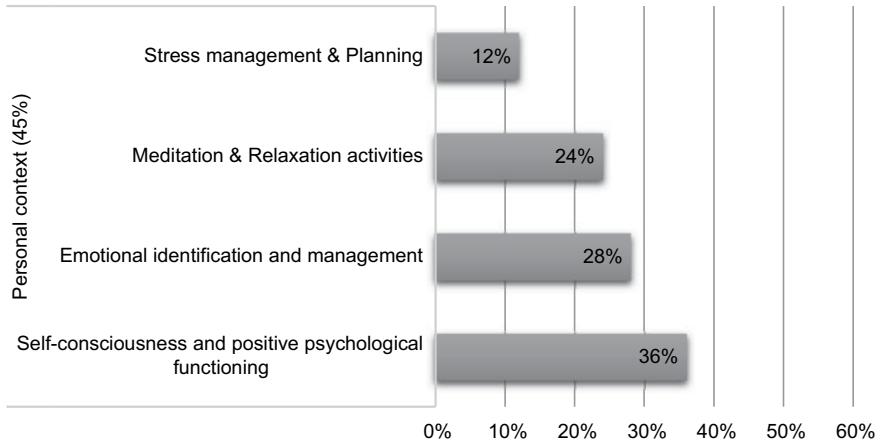 Personal context (45%)
Stress management & Planning
12%
Meditation & Relaxation activities
24%
Emotional identification and management
28%
Self-consciousness and positive psychological
functioning
36%
0% 10% 20% 30% 40% 50% 60%